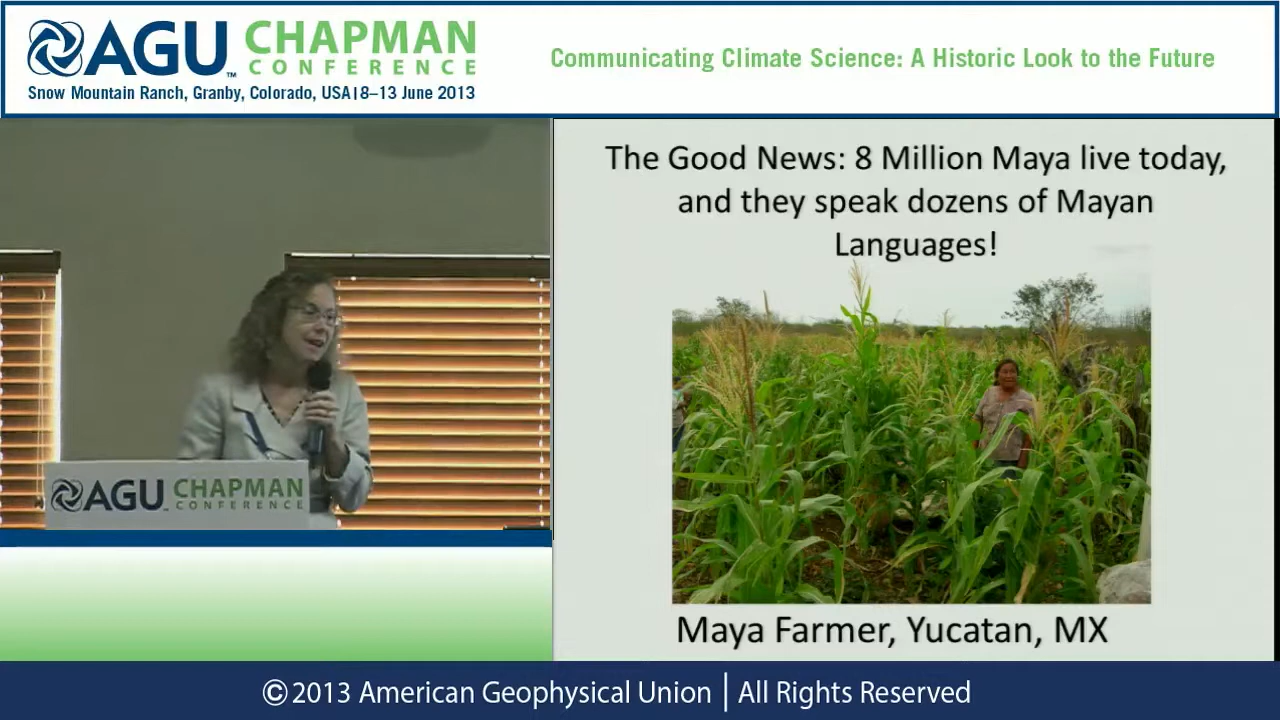 AGU CHAPMAN
CONFERENCE
™
Snow Mountain Ranch, Granby, Colorado, USA|8–13 June 2013
Communicating Climate Science: A Historic Look to the Future
The Good News: 8 Million Maya live today,
and they speak dozens of Mayan
Languages!
AGU CHAPMAN
CONFERENCE
Maya Farmer, Yucatan, MX
©2013 American Geophysical Union | All Rights Reserved